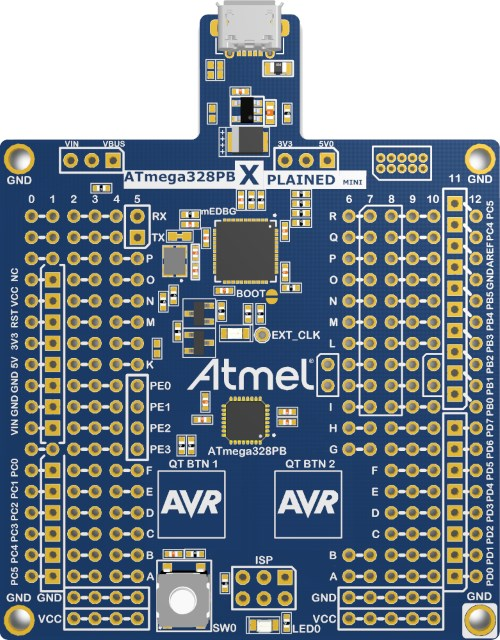 VIN VBUS
3V3 5V0
GND
ATmega328PB X PLAINED MINI
GND
0 1 2 3 4 5
6 7 8 9 10 11 12
RX
TX
mEDBG
BOOT
EXT_CLK
Atmel®
ATmega328PB
P
O
N
M
L
K
PE0
PE1
PE2
PE3
F
E
D
C
B
A
NC
VCC
RST
3V3
5V
GND
GND
VIN
PC0
PC1
PC2
PC3
PC4
PC5
R
Q
P
O
N
M
L
I
H
G
F
E
D
C
B
A
PC5
PC4
AREF
GND
PB5
PB4
PB3
PB2
PB1
PB0
PD7
PD6
PD5
PD4
PD3
PD2
PD1
PD0
QT BTN 1
QT BTN 2
AVR
AVR
ISP
GND GND
GND
VCC
VCC
GND
SW0
LED0